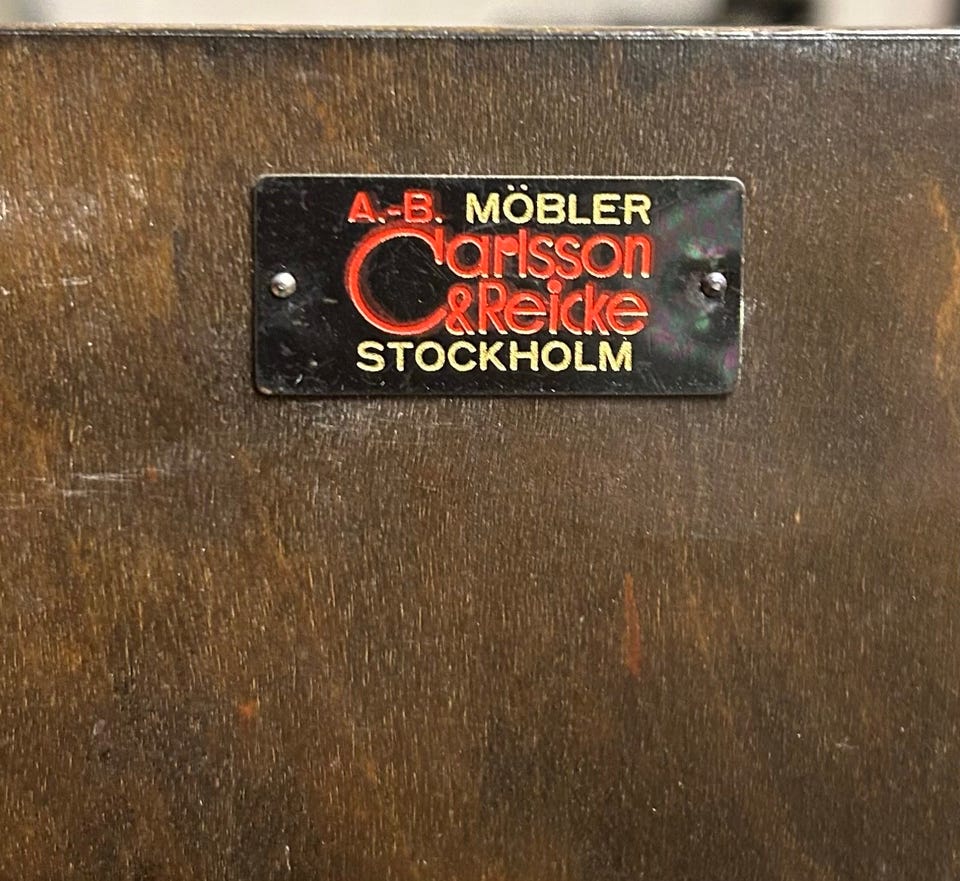 A.-B. MÖBLER
Carlsson
&Reicke
STOCKHOLM